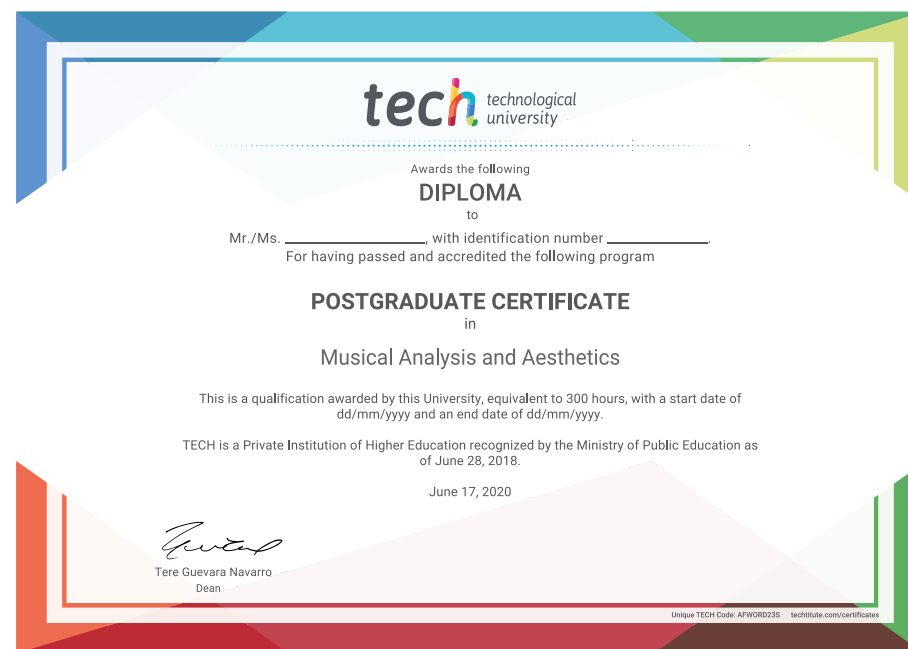 tech technological
university
Awards the following
DIPLOMA
to
Mr./Ms. ____________________, with identification number ______________.
For having passed and accredited the following program
POSTGRADUATE CERTIFICATE
in
Musical Analysis and Aesthetics
This is a qualification awarded by this University, equivalent to 300 hours, with a start date of
dd/mm/yyyy and an end date of dd/mm/yyyy.
TECH is a Private Institution of Higher Education recognized by the Ministry of Public Education as
of June 28, 2018.
June 17, 2020
Tere Guevara Navarro
Dean
Unique TECH Code: AFWORD23S techtitute.com/certificates